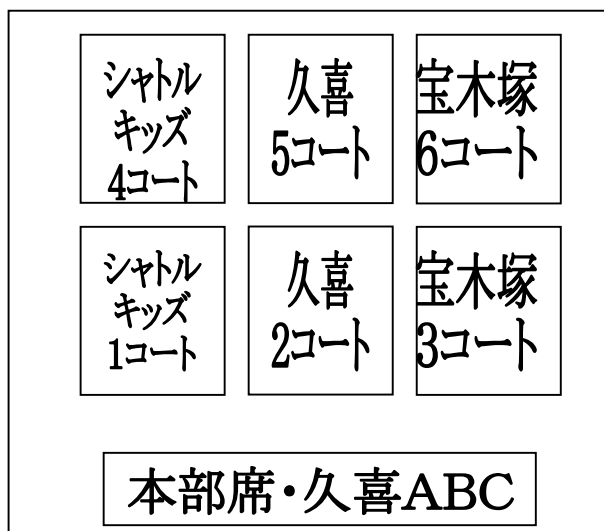 シャトル
キッズ
4コート
久喜
5コート
宝木塚
6コート
シャトル
キッズ
1コート
久喜
2コート
宝木塚
3コート
本部席・久喜ABC